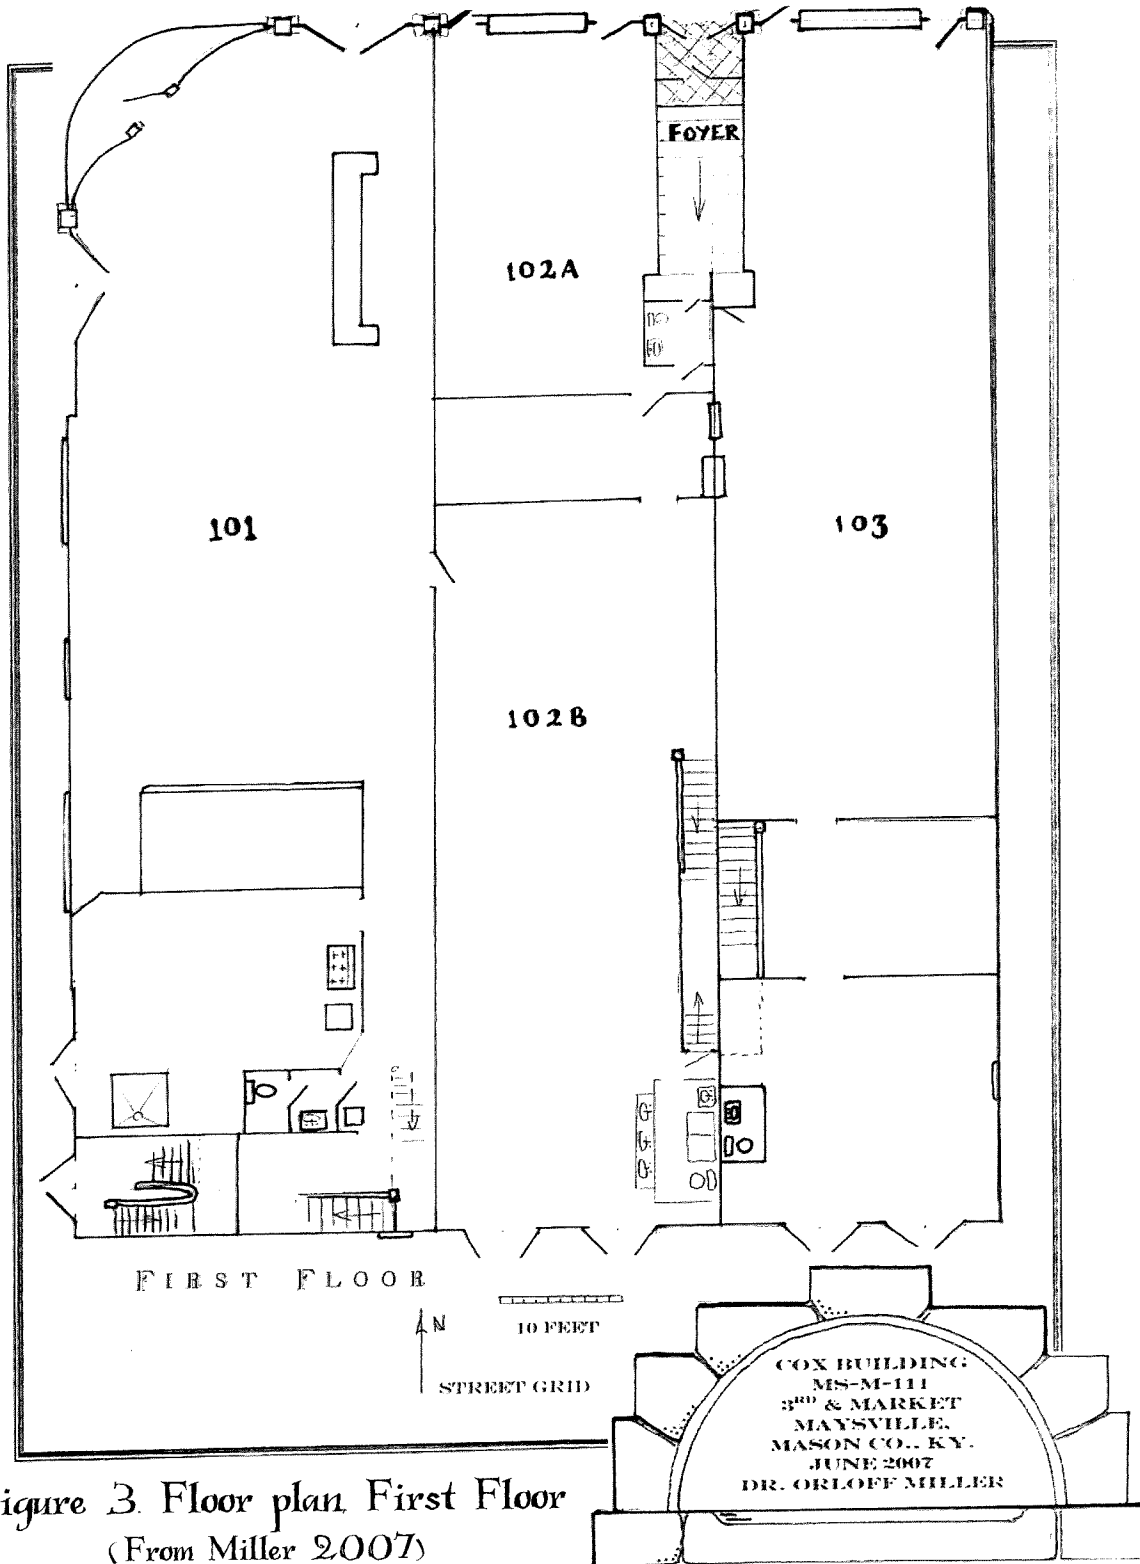 FOYER
102A
101
103
102B
FIRST FLOOR
N
10 FEET
STREET GRID
COX BUILDING
MS-M-111
3RD & MARKET
MAYSVILLE,
MASON CO., KY.
JUNE 2007
DR. ORLOFF MILLER
igure 3. Floor plan, First Floor
(From Miller 2007)